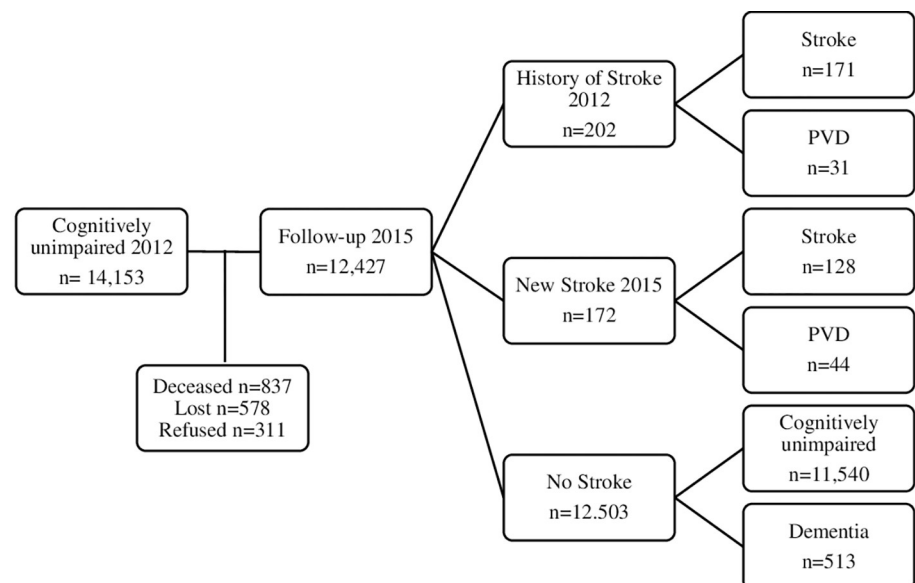 Cognitively
unimpaired 2012
n= 14,153
Deceased n=837
Lost n=578
Refused n=311
Follow-up 2015
n=12,427
History of Stroke
2012
n=202
New Stroke 2015
n=172
No Stroke
n=12.503
Stroke
n=171
PVD
n=31
Stroke
n=128
PVD
n=44
Cognitively
unimpaired
n=11,540
Dementia
n=513